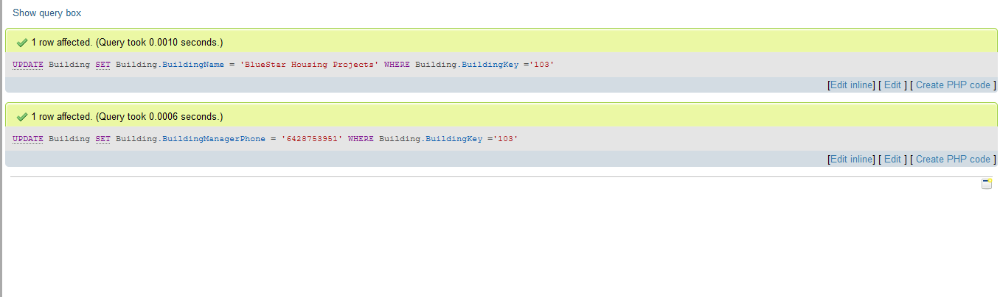 Show query box
1 row affected. (Query took 0.0010 seconds.)
UPDATE Building SET Building.BuildingName = 'BlueStar Housing Projects' WHERE Building.BuildingKey ='103'
[Edit inline] [ Edit ] [ Create PHP code ]
1 row affected. (Query took 0.0006 seconds.)
UPDATE Building SET Building.BuildingManagerPhone = '6428753951' WHERE Building.BuildingKey ='103'
[Edit inline] [ Edit ] [ Create PHP code ]